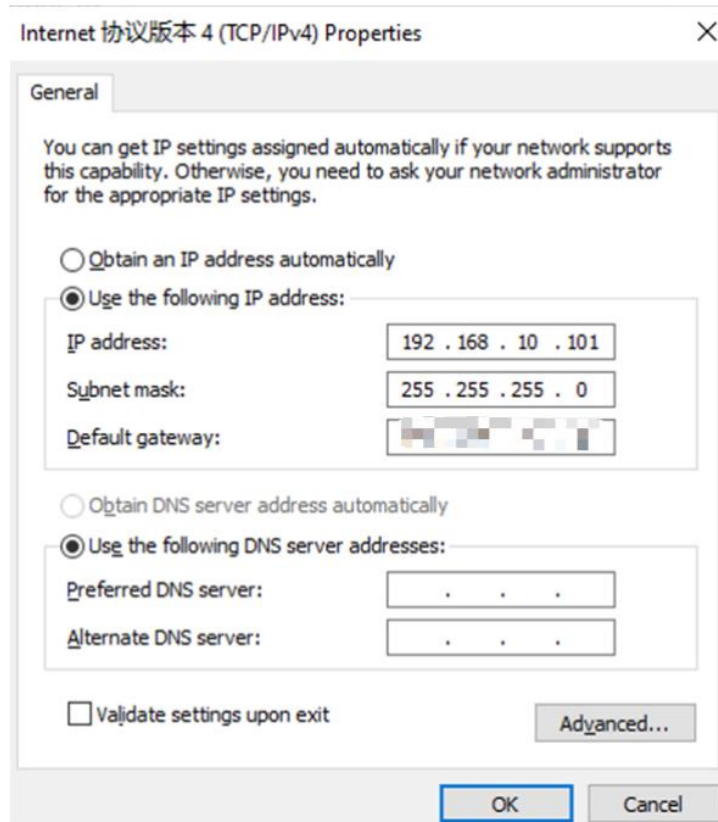 Internet 协议版本 4 (TCP/IPv4) Properties
General
You can get IP settings assigned automatically if your network supports
this capability. Otherwise, you need to ask your network administrator
for the appropriate IP settings.
Obtain an IP address automatically
Use the following IP address:
IP address: 192 . 168 . 10 . 101
Subnet mask: 255 . 255 . 255 . 0
Default gateway:
Obtain DNS server address automatically
Use the following DNS server addresses:
Preferred DNS server: . . .
Alternate DNS server: . . .
Validate settings upon exit
Advanced...
OK Cancel